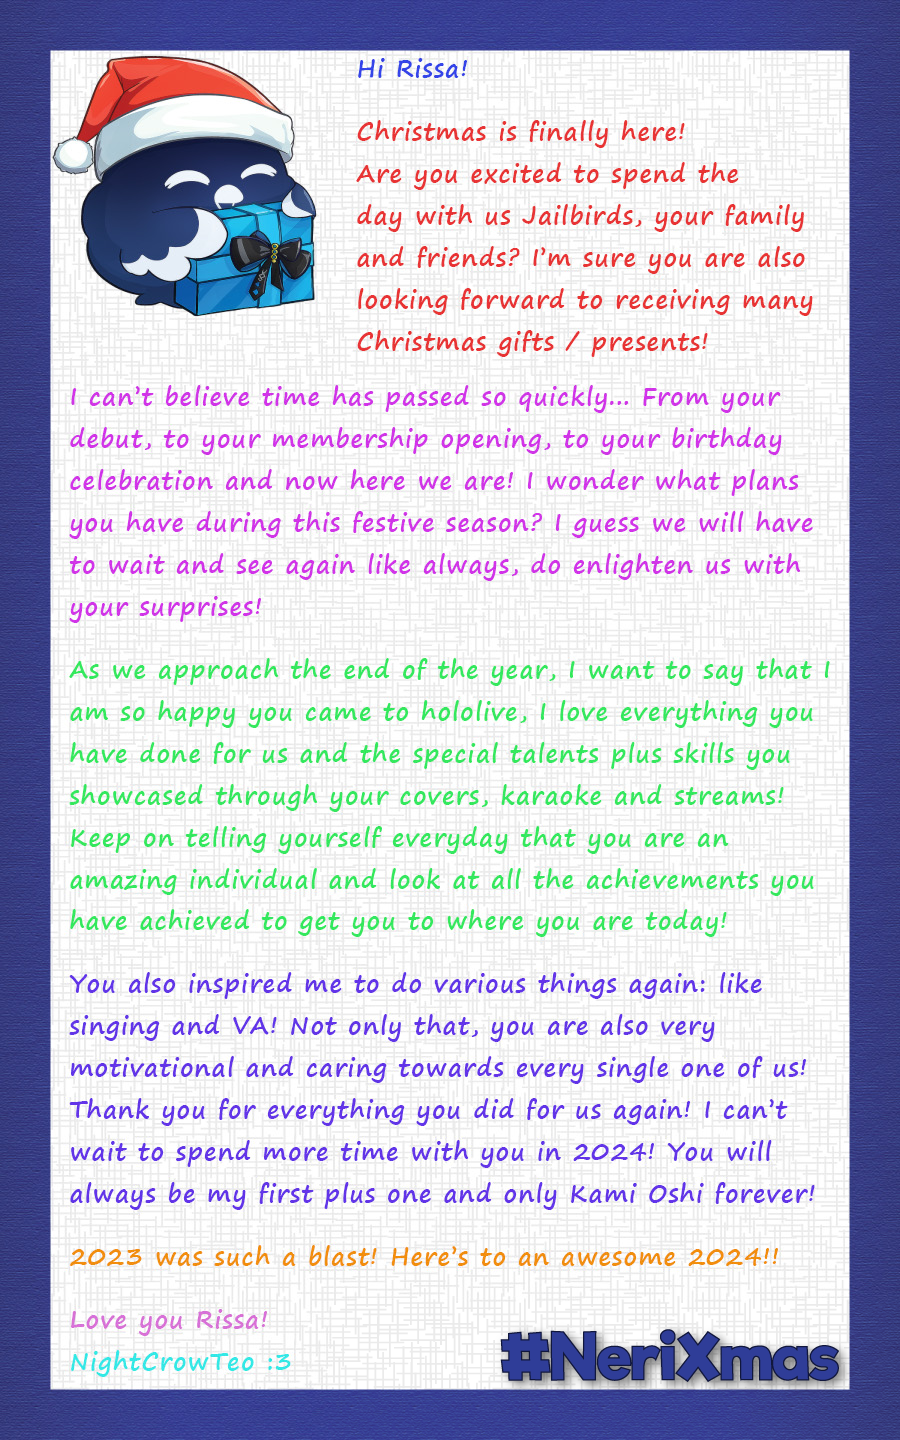 Hi Rissa!
Christmas is finally here!
Are you excited to spend the
day with us Jailbirds, your family
and friends? I'm sure you are also
looking forward to receiving many
Christmas gifts / presents!
I can't believe time has passed so quickly... From your
debut, to your membership opening, to your birthday
celebration and now here we are! I wonder what plans
you have during this festive season? I guess we will have
to wait and see again like always, do enlighten us with
your surprises!
As we approach the end of the year, I want to say that I
am so happy you came to hololive, I love everything you
have done for us and the special talents plus skills you
showcased through your covers, karaoke and streams!
Keep on telling yourself everyday that you are an
amazing individual and look at all the achievements you
have achieved to get you to where you are today!
You also inspired me to do various things again: like
singing and VA! Not only that, you are also very
motivational and caring towards every single one of us!
Thank you for everything you did for us again! I can't
wait to spend more time with you in 2024! You will
always be my first plus one and only Kami Oshi forever!
2023 was such a blast! Here's to an awesome 2024!!
Love you Rissa!
NightCrowTeo :3
#NeriXmas